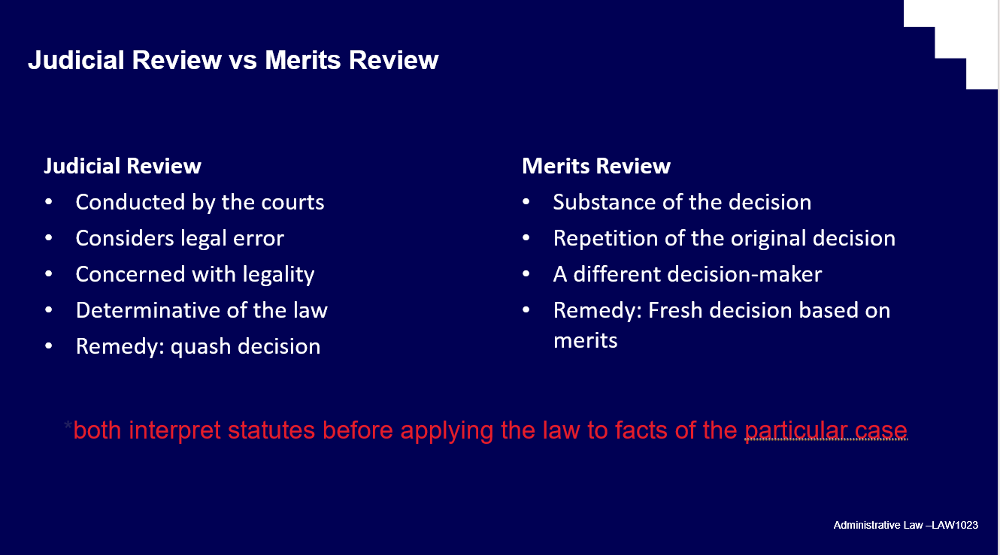 Judicial Review vs Merits Review
Judicial Review
• Conducted by the courts
• Considers legal error
• Concerned with legality
• Determinative of the law
• Remedy: quash decision
Merits Review
• Substance of the decision
• Repetition of the original decision
• A different decision-maker
• Remedy: Fresh decision based on
merits
*both interpret statutes before applying the law to facts of the particular case
Administrative Law –LAW1023